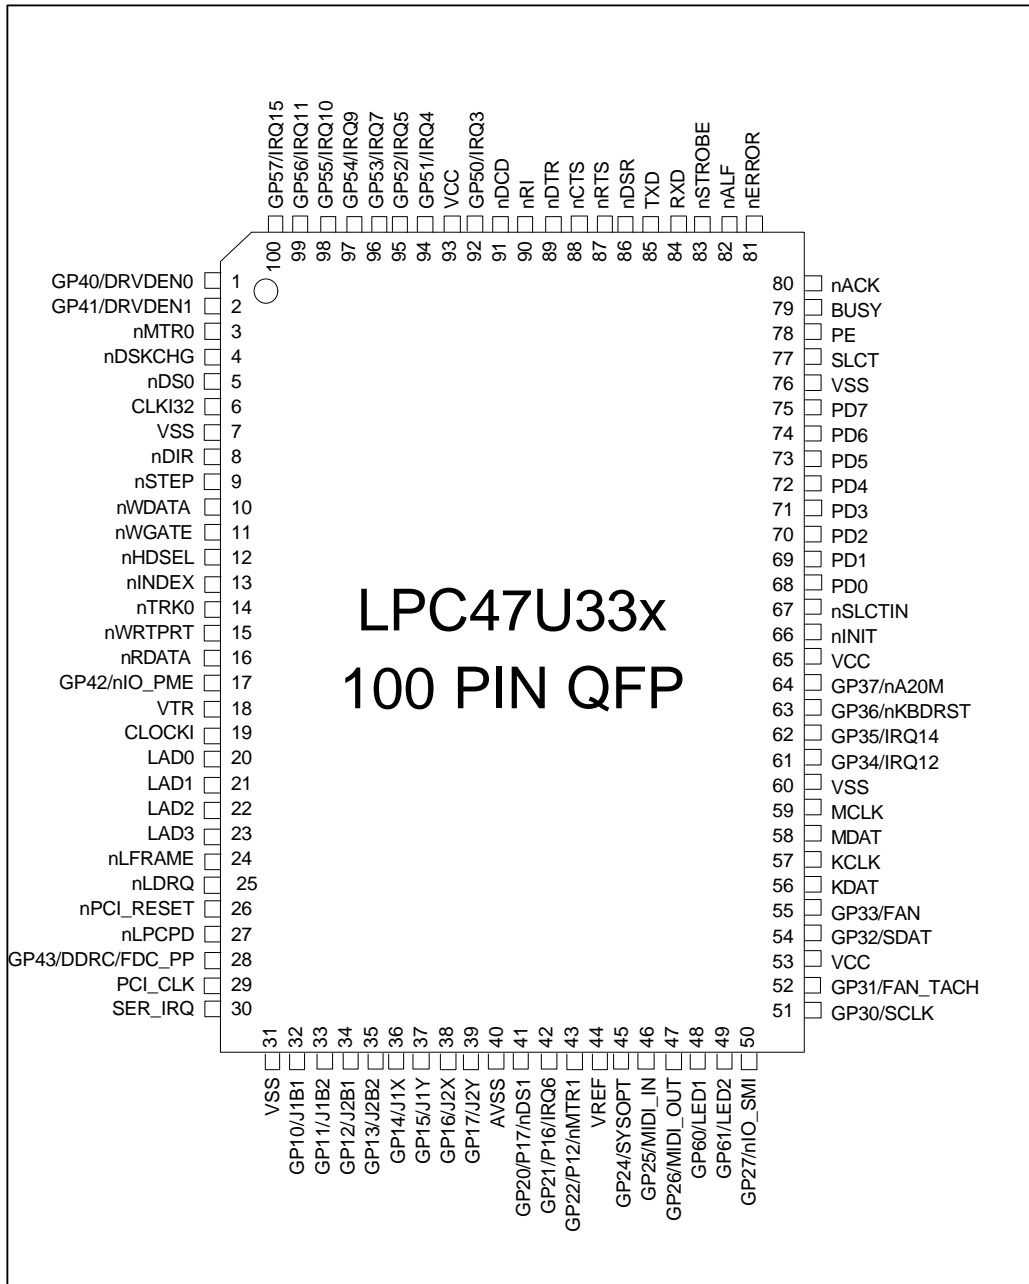 GP57/IRQ15
GP56/IRQ11
GP55/IRQ10
GP54/IRQ9
GP53/IRQ7
GP52/IRQ5
GP51/IRQ4
VCC
GP50/IRQ3
nDCD
nRI
nDTR
nCTS
nRTS
nDSR
TXD
RXD
nSTROBE
nALF
nERROR
100
99
98
97
96
95
94
93
92
91
90
89
88
87
86
85
84
83
82
81
GP40/DRVDEN0 1
GP41/DRVDEN1 2
nMTR0 3
nDSKCHG 4
nDS0 5
CLKI32 6
VSS 7
nDIR 8
nSTEP 9
nWDATA 10
nWGATE 11
nHDSEL 12
nINDEX 13
nTRK0 14
nWRTPRT 15
nRDATA 16
GP42/nIO_PME 17
VTR 18
CLOCKI 19
LAD0 20
LAD1 21
LAD2 22
LAD3 23
nLFRAME 24
nLDRQ 25
nPCI_RESET 26
nLPCPD 27
GP43/DDRC/FDC_PP 28
PCI_CLK 29
SER_IRQ 30
LPC47U33x
100 PIN QFP
80 nACK
79 BUSY
78 PE
77 SLCT
76 VSS
75 PD7
74 PD6
73 PD5
72 PD4
71 PD3
70 PD2
69 PD1
68 PD0
67 nSLCTIN
66 nINIT
65 VCC
64 GP37/nA20M
63 GP36/nKBDRST
62 GP35/IRQ14
61 GP34/IRQ12
60 VSS
59 MCLK
58 MDAT
57 KCLK
56 KDAT
55 GP33/FAN
54 GP32/SDAT
53 VCC
52 GP31/FAN_TACH
51 GP30/SCLK
31
32
33
34
35
36
37
38
39
40
41
42
43
44
45
46
47
48
49
50
VSS
GP10/J1B1
GP11/J1B2
GP12/J2B1
GP13/J2B2
GP14/J1X
GP15/J1Y
GP16/J2X
GP17/J2Y
AVSS
GP20/P17/nDS1
GP21/P16/IRQ6
GP22/P12/nMTR1
VREF
GP24/SYSOPT
GP25/MIDI_IN
GP26/MIDI_OUT
GP60/LED1
GP61/LED2
GP27/nIO_SMI